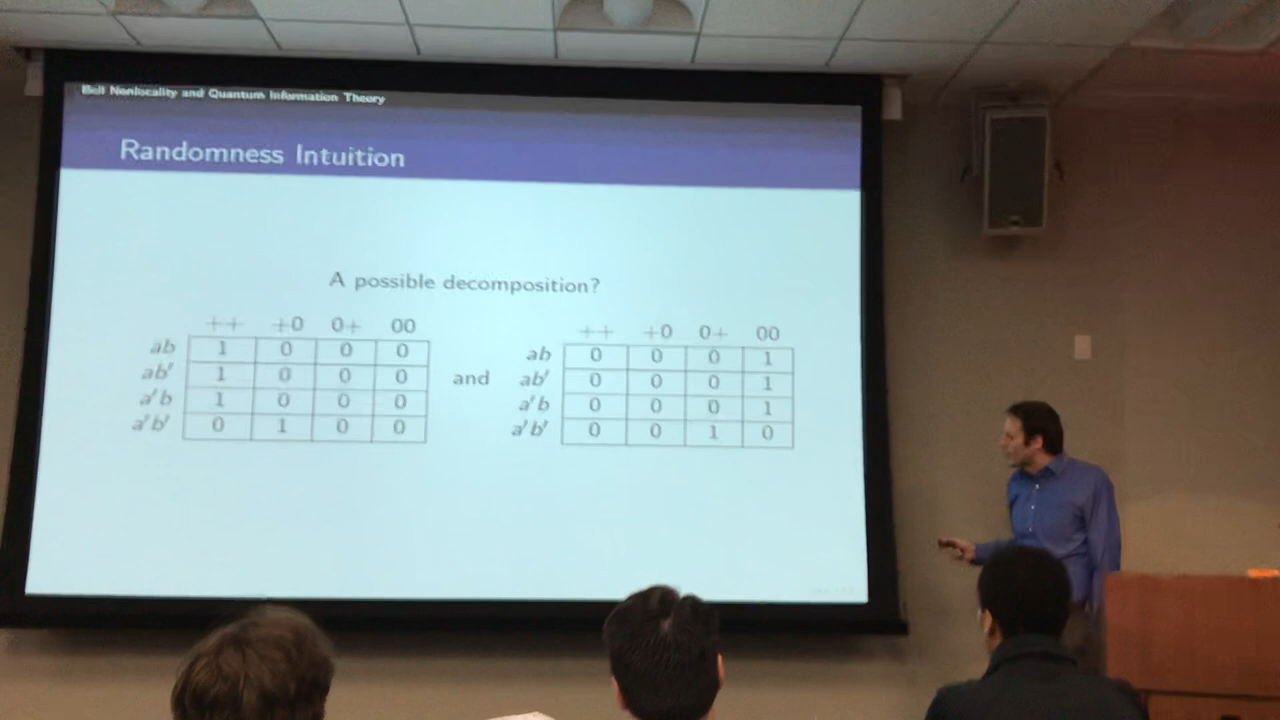 Bell Nonlocality and Quantum Information Theory
Randomness Intuition
A possible decomposition?
++ +0 0+ 00
ab 1 0 0 0
ab′ 1 0 0 0
a′b 1 0 0 0
a′b′ 0 1 0 0
and
++ +0 0+ 00
ab 0 0 0 1
ab′ 0 0 0 1
a′b 0 0 0 1
a′b′ 0 0 1 0